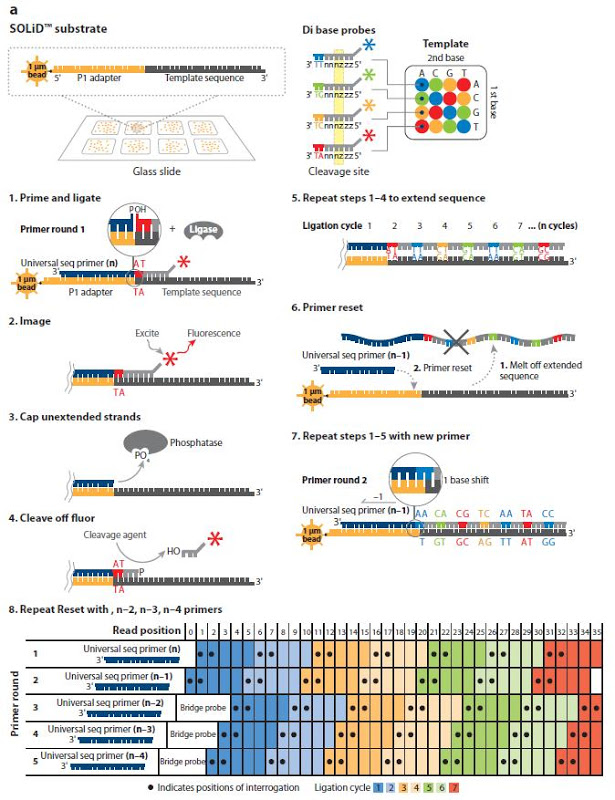 a
SOLiD™ substrate
1 µm
bead
5'
P1 adapter
Template sequence
3'
Glass slide
Di base probes
3' TTnnnzzz5'
3' TGnnnzzz5'
3' TCnnnzzz5'
3' TAnnnzzz5'
Cleavage site
Template
2nd base
A C G T
A
C
G
T
1st base
1. Prime and ligate
Primer round 1
POH
+
Ligase
Universal seq primer (n)
3'
AT
1 µm
bead
P1 adapter
TA
Template sequence
3'
2. Image
Excite
Fluorescence
TA
3'
3. Cap unextended strands
Phosphatase
PO
3'
4. Cleave off fluor
Cleavage agent
HO
AT
P
TA
3'
5. Repeat steps 1–4 to extend sequence
Ligation cycle 1 2 3 4 5 6 7 ... (n cycles)
3'
6. Primer reset
Universal seq primer (n–1)
3'
2. Primer reset
1. Melt off extended
sequence
1 µm
bead
3'
7. Repeat steps 1–5 with new primer
Primer round 2
1 base shift
–1
Universal seq primer (n–1)
3'
AA CA CG TC AA TA CC
1 µm
bead
T GT GC AG TT AT GG
3'
8. Repeat Reset with , n–2, n–3, n–4 primers
Read position 0 1 2 3 4 5 6 7 8 9 10 11 12 13 14 15 16 17 18 19 20 21 22 23 24 25 26 27 28 29 30 31 32 33 34 35
Primer round
1 Universal seq primer (n)
3'
2 Universal seq primer (n–1)
3'
3 Universal seq primer (n–2)
3'
Bridge probe
4 Universal seq primer (n–3)
3'
Bridge probe
5 Universal seq primer (n–4)
3'
Bridge probe
● Indicates positions of interrogation
Ligation cycle 1 2 3 4 5 6 7